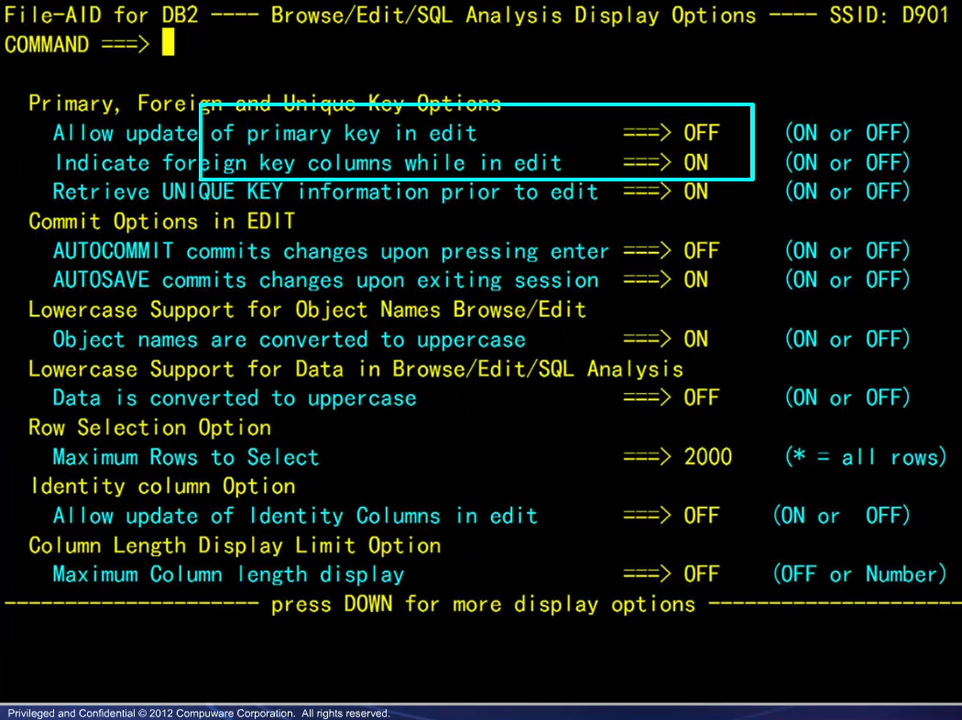 File-AID for DB2 ---- Browse/Edit/SQL Analysis Display Options ---- SSID: D901
COMMAND ===>
Primary, Foreign and Unique Key Options
Allow update of primary key in edit ===> OFF (ON or OFF)
Indicate foreign key columns while in edit ===> ON (ON or OFF)
Retrieve UNIQUE KEY information prior to edit ===> ON (ON or OFF)
Commit Options in EDIT
AUTOCOMMIT commits changes upon pressing enter ===> OFF (ON or OFF)
AUTOSAVE commits changes upon exiting session ===> ON (ON or OFF)
Lowercase Support for Object Names Browse/Edit
Object names are converted to uppercase ===> ON (ON or OFF)
Lowercase Support for Data in Browse/Edit/SQL Analysis
Data is converted to uppercase ===> OFF (ON or OFF)
Row Selection Option
Maximum Rows to Select ===> 2000 (* = all rows)
Identity column Option
Allow update of Identity Columns in edit ===> OFF (ON or OFF)
Column Length Display Limit Option
Maximum Column length display ===> OFF (OFF or Number)
--------------------- press DOWN for more display options ---------------------
Privileged and Confidential © 2012 Compuware Corporation. All rights reserved.